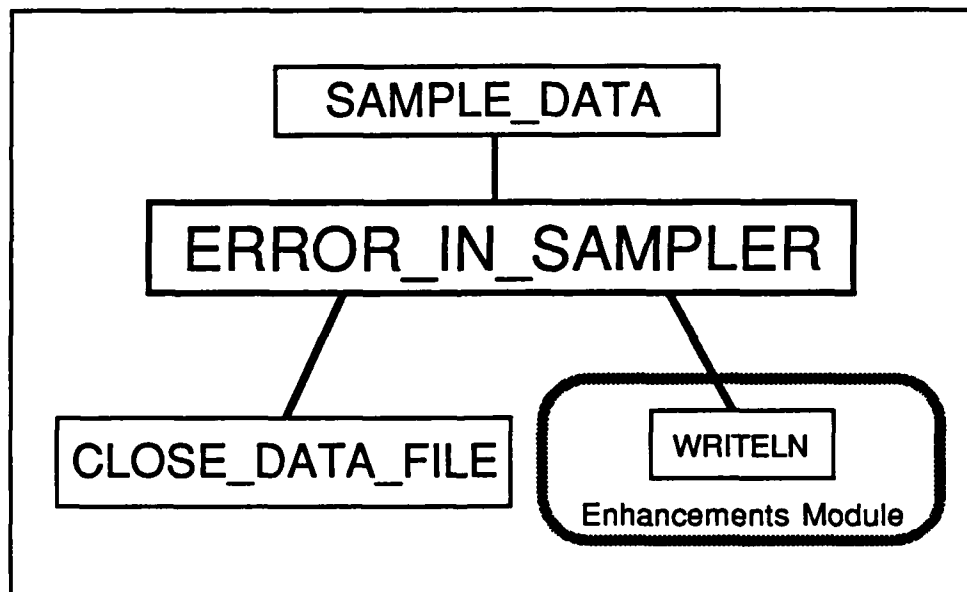 SAMPLE_DATA
ERROR_IN_SAMPLER
CLOSE_DATA_FILE
WRITELN
Enhancements Module